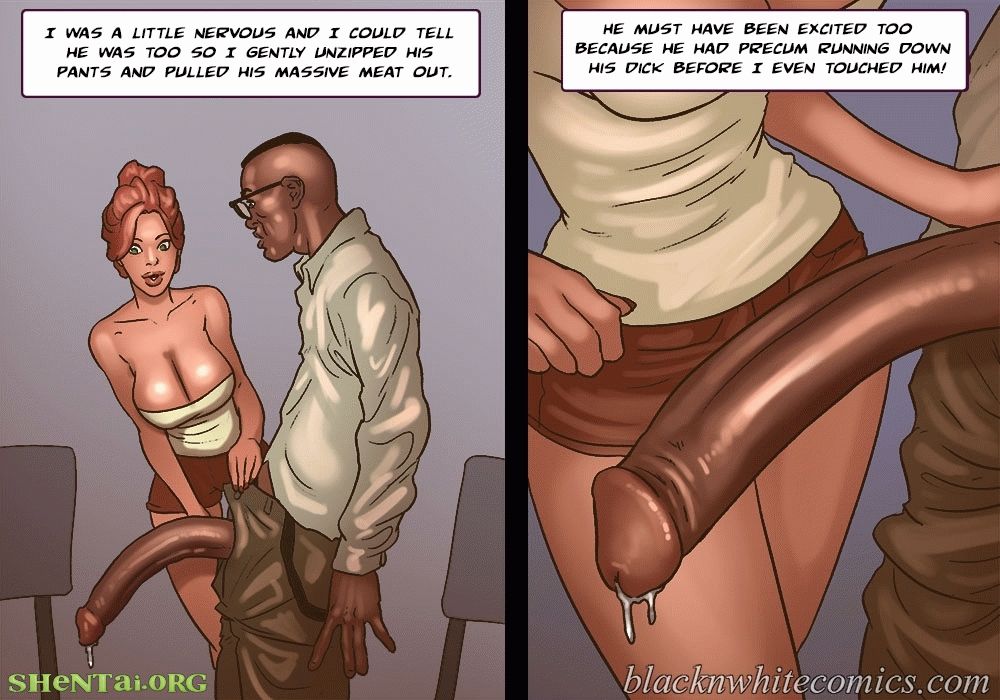 I WAS A LITTLE NERVOUS AND I COULD TELL
HE WAS TOO SO I GENTLY UNZIPPED HIS
PANTS AND PULLED HIS MASSIVE MEAT OUT.
HE MUST HAVE BEEN EXCITED TOO
BECAUSE HE HAD PRECUM RUNNING DOWN
HIS DICK BEFORE I EVEN TOUCHED HIM!
SHENTAI.ORG
blacknwhitecomics.com